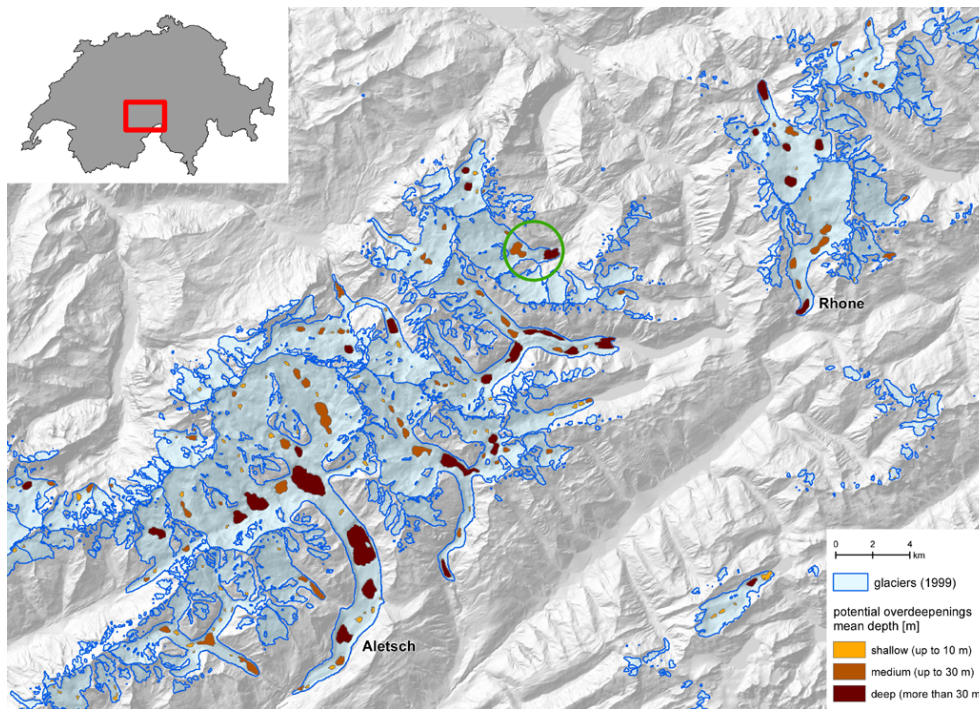 Rhone
Aletsch
0 2 4
km
glaciers (1999)
potential overdeepenings
mean depth [m]
shallow (up to 10 m)
medium (up to 30 m)
deep (more than 30 m